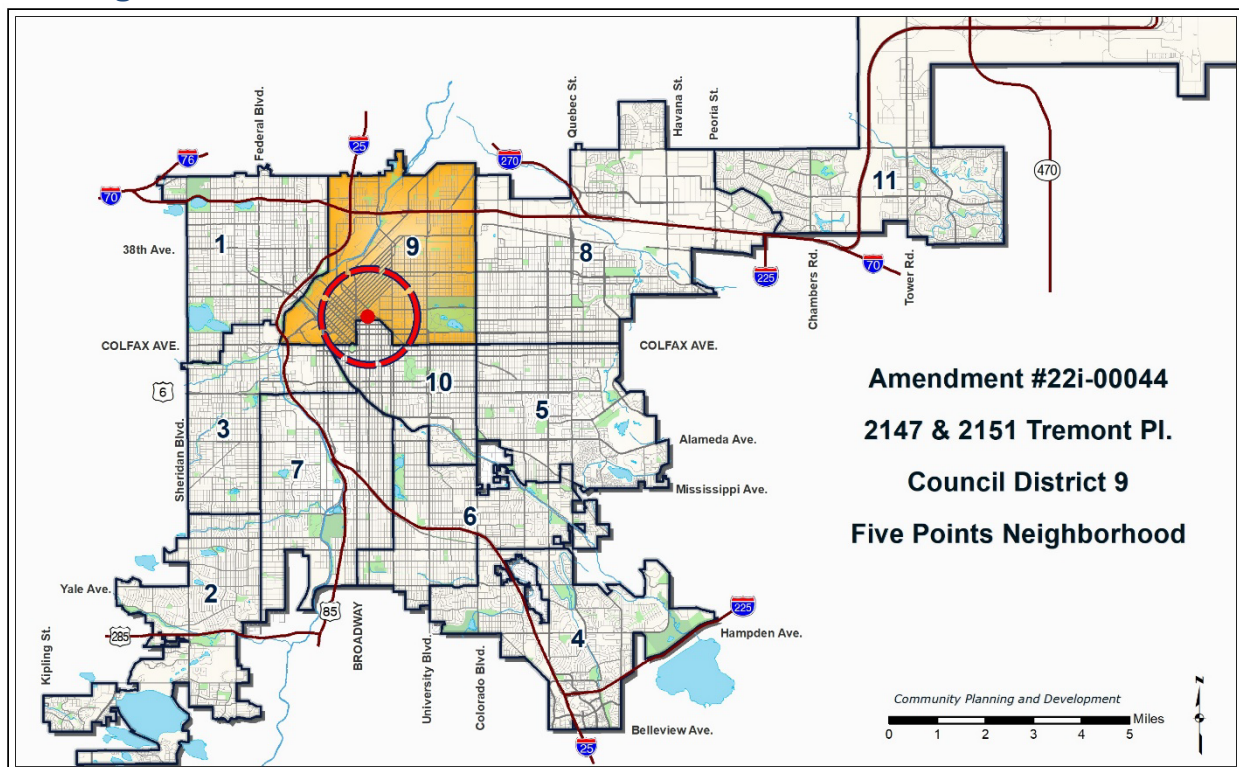 Federal Blvd.
Quebec St.
Havana St.
Peoria St.
76
25
270
470
70
11
1
9
8
38th Ave.
225
70
Chambers Rd.
Tower Rd.
COLFAX AVE.
COLFAX AVE.
6
10
5
Amendment #22i-00044
2147 & 2151 Tremont Pl.
Council District 9
Five Points Neighborhood
3
Sheridan Blvd.
Alameda Ave.
7
Mississippi Ave.
6
Yale Ave.
2
85
225
285
BROADWAY
University Blvd.
Colorado Blvd.
4
Hampden Ave.
Kipling St.
Belleview Ave.
25
Community Planning and Development
Miles
0 1 2 3 4 5
N